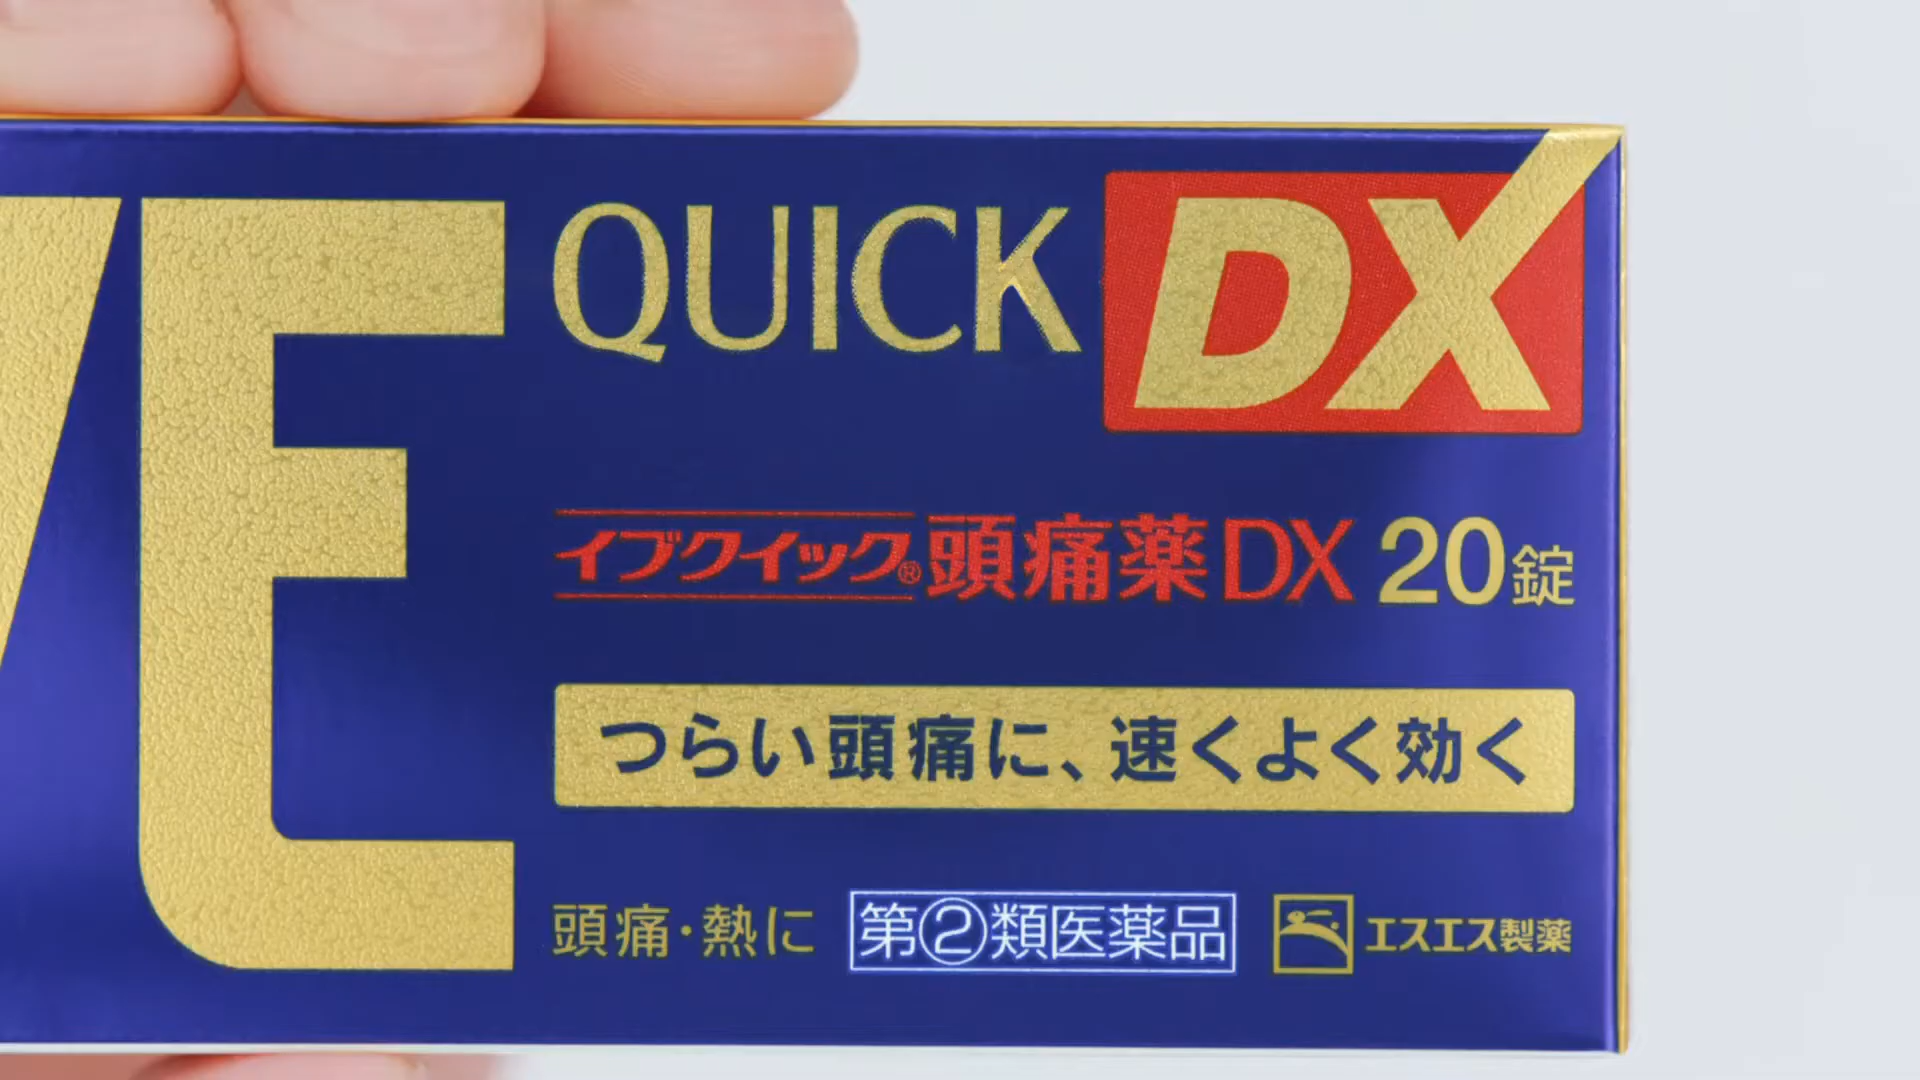 VE
QUICK DX
イブクイック®頭痛薬DX 20錠
つらい頭痛に、速くよく効く
頭痛・熱に 第②類医薬品 エスエス製薬